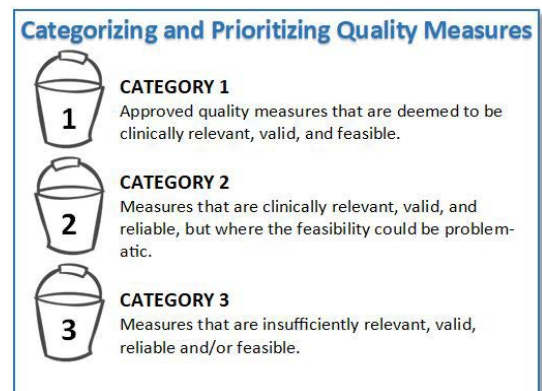 Categorizing and Prioritizing Quality Measures
1
CATEGORY 1
Approved quality measures that are deemed to be
clinically relevant, valid, and feasible.
2
CATEGORY 2
Measures that are clinically relevant, valid, and
reliable, but where the feasibility could be problem-
atic.
3
CATEGORY 3
Measures that are insufficiently relevant, valid,
reliable and/or feasible.